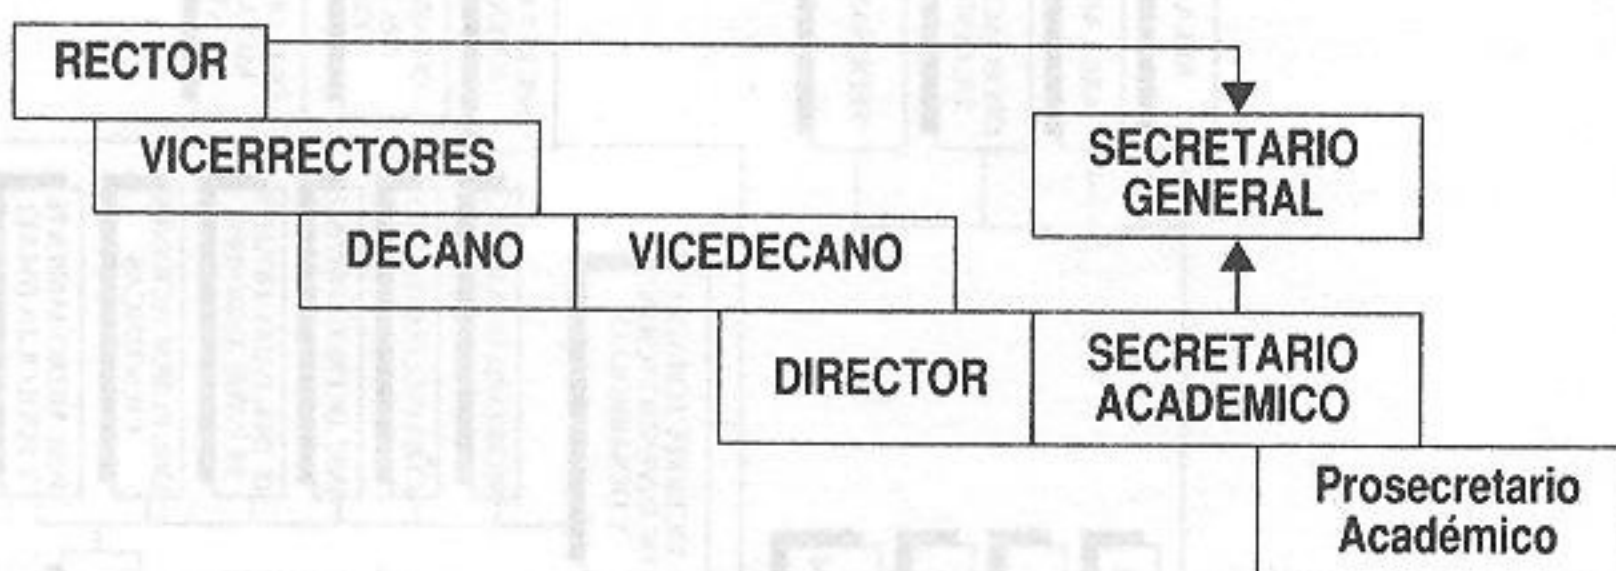 RECTOR
VICERRECTORES
SECRETARIO
GENERAL
DECANO
VICEDECANO
DIRECTOR
SECRETARIO
ACADEMICO
Prosecretario
Académico